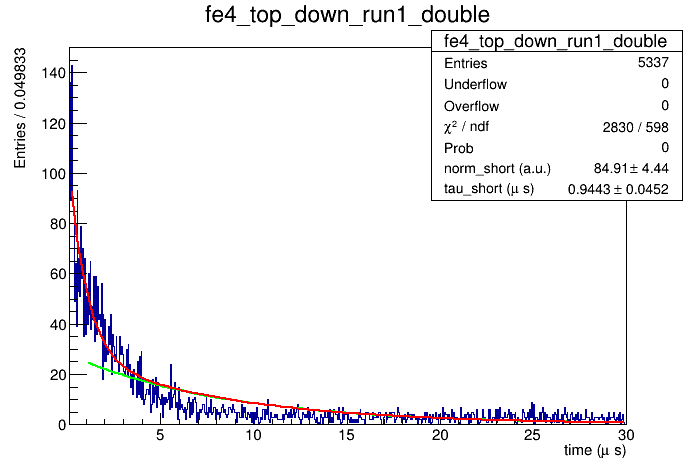 fe4_top_down_run1_double
fe4_top_down_run1_double
Entries 5337
Underflow 0
Overflow 0
χ² / ndf 2830 / 598
Prob 0
norm_short (a.u.) 84.91 ± 4.44
tau_short (μ s) 0.9443 ± 0.0452
Entries / 0.049833
140
120
100
80
60
40
20
0
5 10 15 20 25 30
time (μ s)